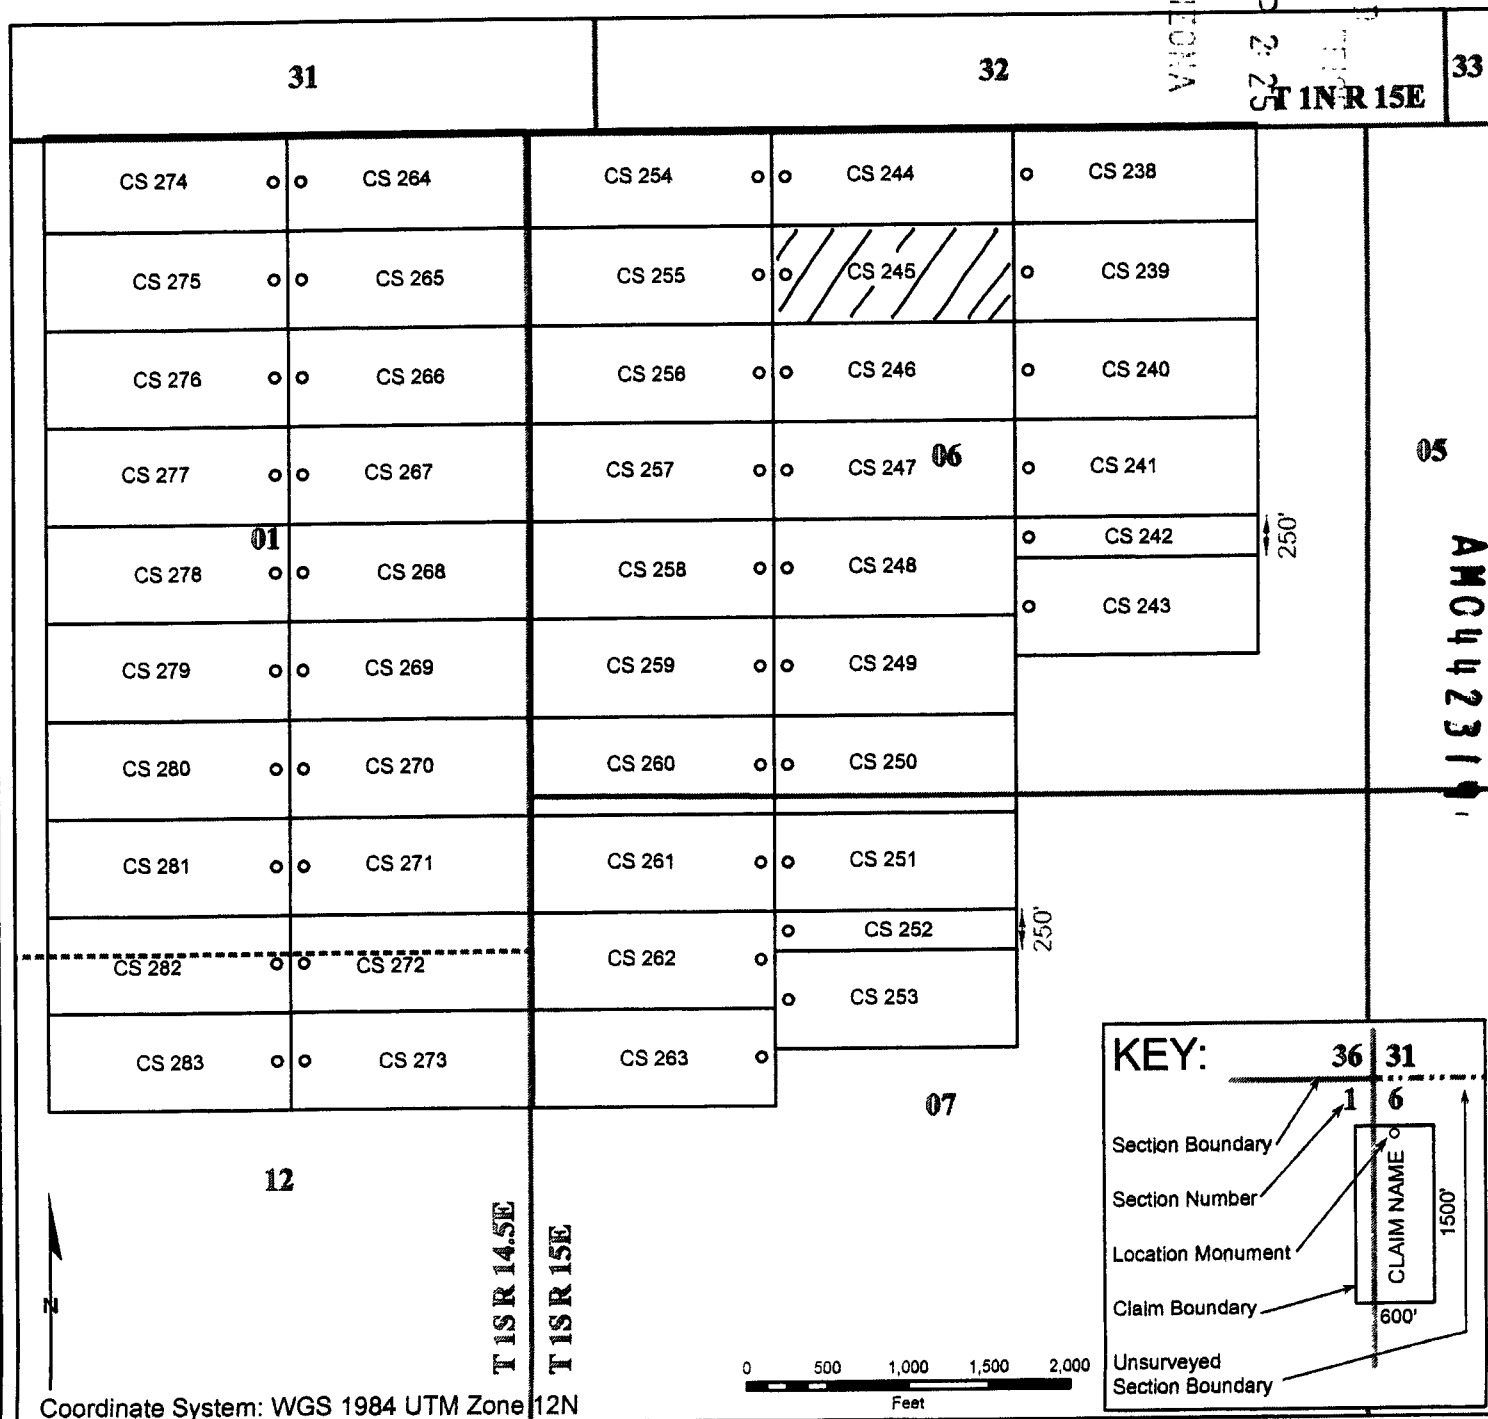 31 32 33
2 25
T 1N R 15E
CS 274 CS 264 CS 254 CS 244 CS 238
CS 275 CS 265 CS 255 CS 245 CS 239
CS 276 CS 266 CS 256 CS 246 CS 240
CS 277 CS 267 CS 257 CS 247 06 CS 241 05
01
CS 242 250'
CS 278 CS 268 CS 258 CS 248
CS 243
CS 279 CS 269 CS 259 CS 249
CS 280 CS 270 CS 260 CS 250
CS 281 CS 271 CS 261 CS 251
CS 252 250'
CS 282 CS 272 CS 262
CS 253
CS 283 CS 273 CS 263
07
12
T 1S R 14.5E
T 1S R 15E
N
KEY:
36 31
1 6
Section Boundary
Section Number
Location Monument
Claim Boundary
Unsurveyed
Section Boundary
CLAIM NAME
1500'
600'
0 500 1,000 1,500 2,000
Feet
Coordinate System: WGS 1984 UTM Zone 12N